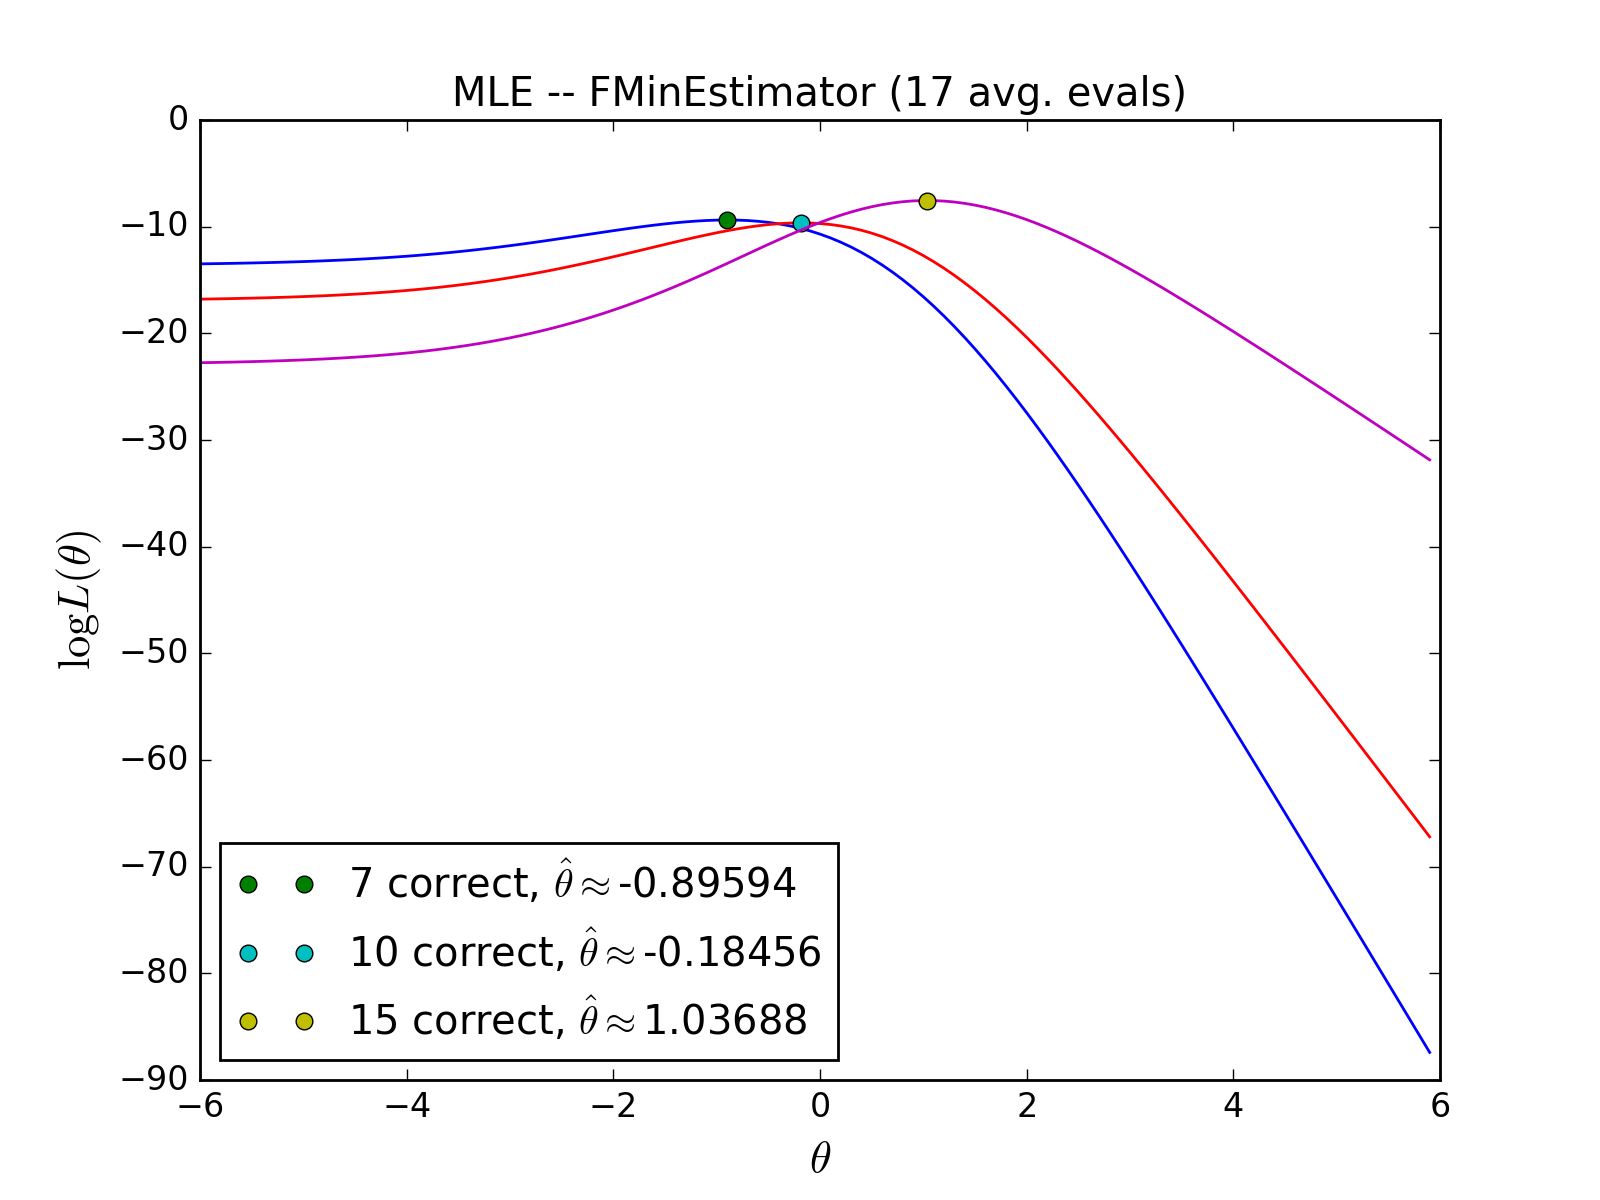 MLE -- FMinEstimator (17 avg. evals)
0
−10
−20
−30
−40
−50
−60
−70
−80
−90
log L(θ)
7 correct, θ̂ ≈ -0.89594
10 correct, θ̂ ≈ -0.18456
15 correct, θ̂ ≈ 1.03688
−6 −4 −2 0 2 4 6
θ